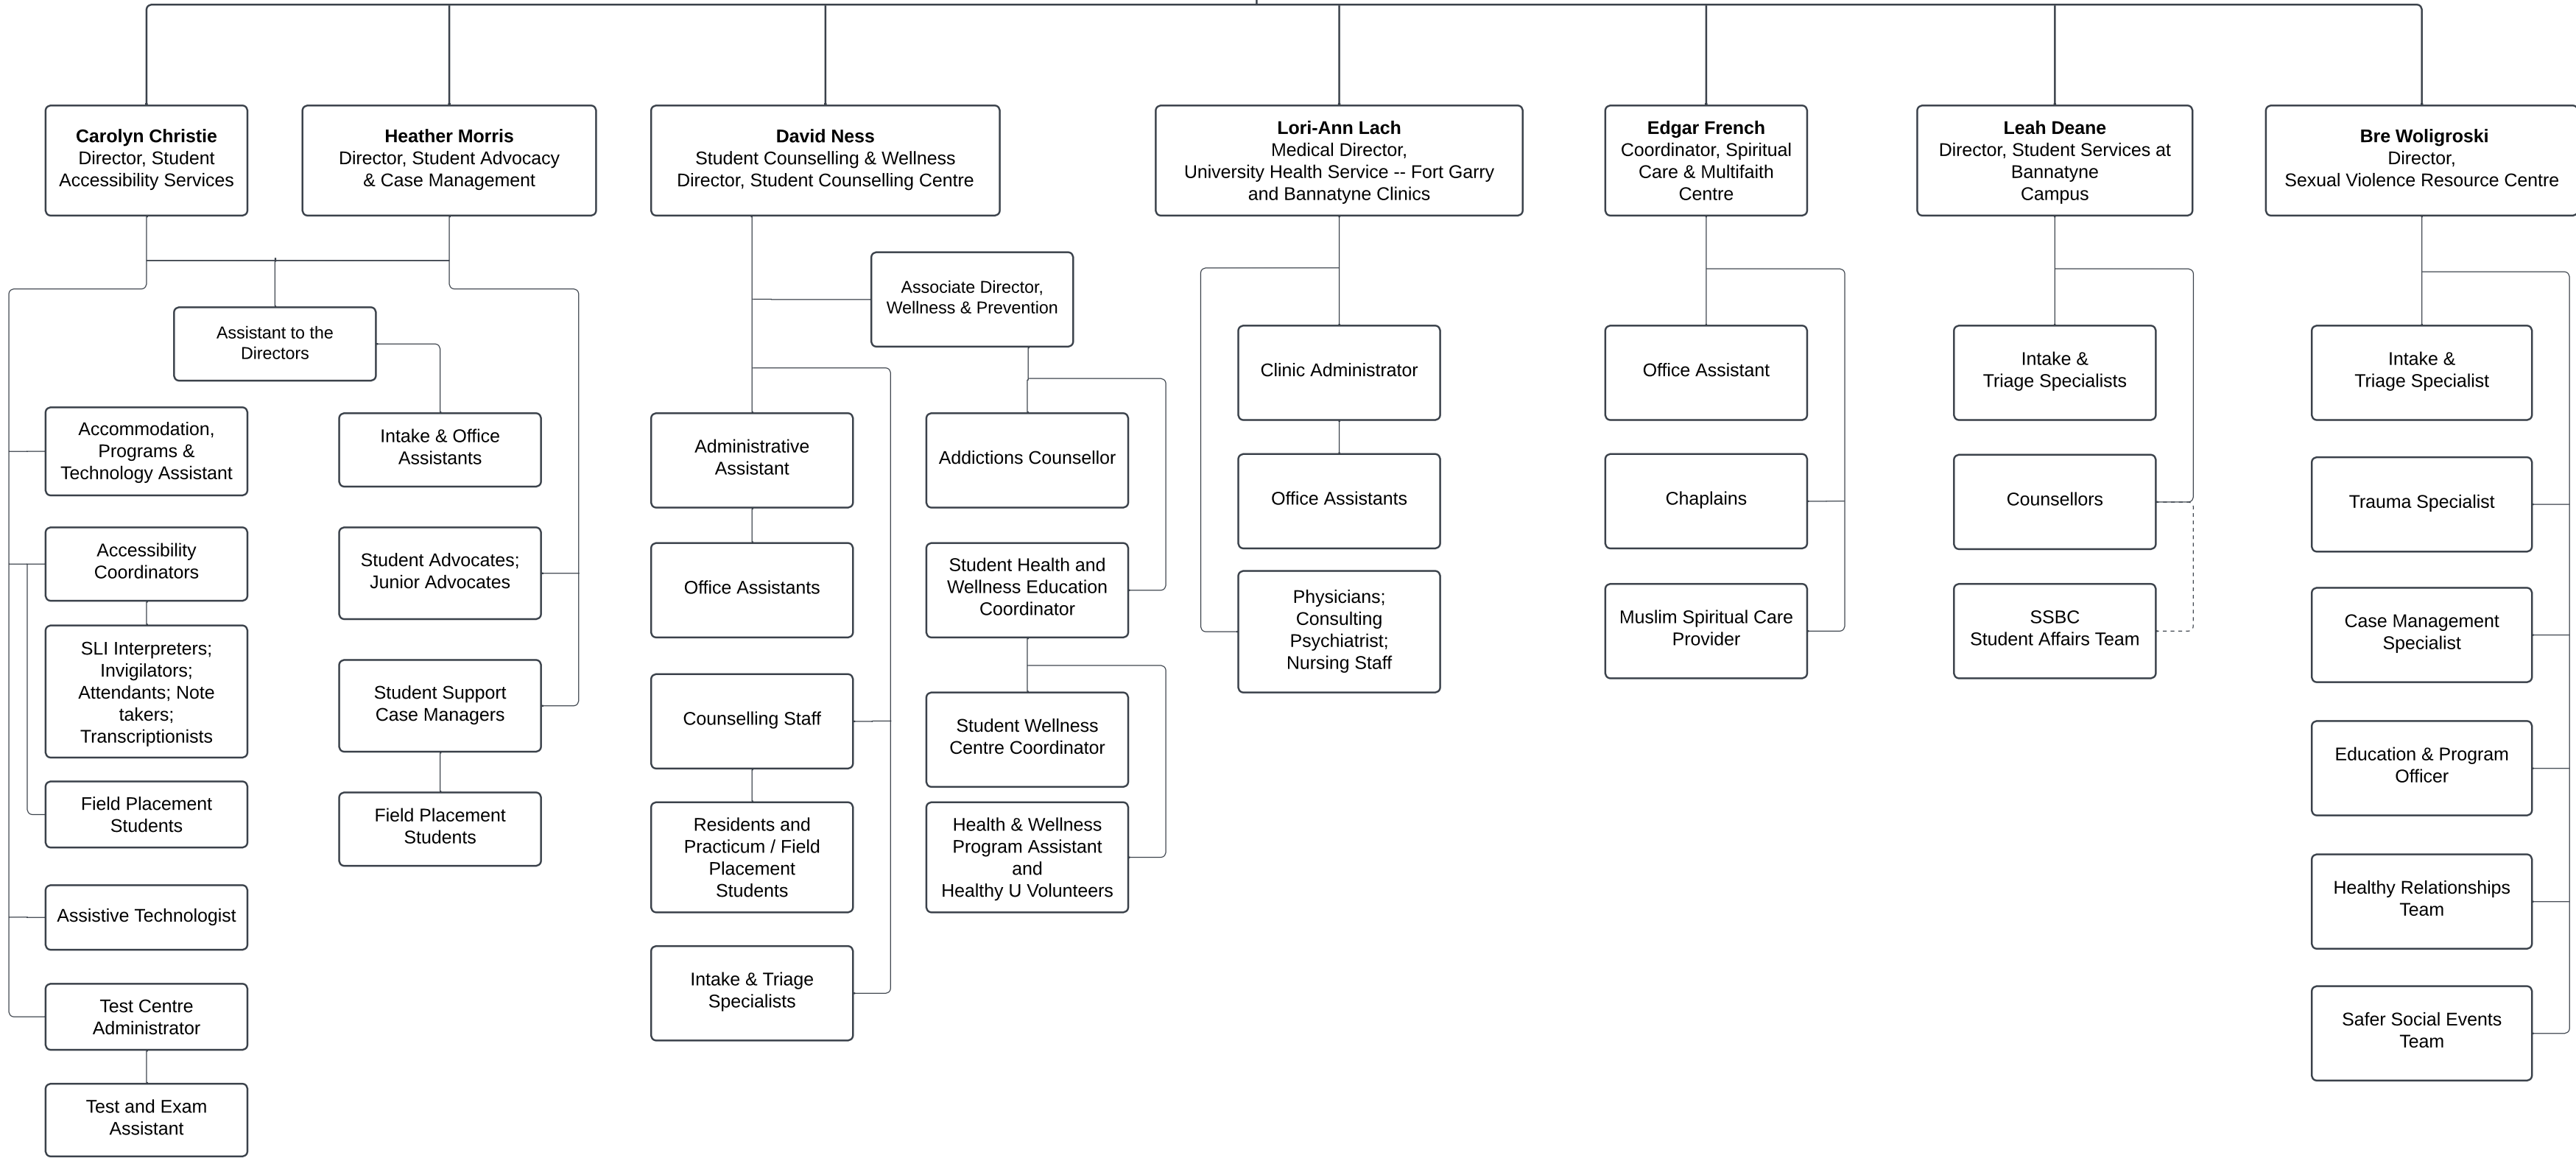 Carolyn Christie
Director, Student
Accessibility Services
Heather Morris
Director, Student Advocacy
& Case Management
David Ness
Student Counselling & Wellness
Director, Student Counselling Centre
Lori-Ann Lach
Medical Director,
University Health Service -- Fort Garry
and Bannatyne Clinics
Edgar French
Coordinator, Spiritual
Care & Multifaith
Centre
Leah Deane
Director, Student Services at
Bannatyne
Campus
Bre Woligroski
Director,
Sexual Violence Resource Centre
Assistant to the
Directors
Accommodation,
Programs &
Technology Assistant
Accessibility
Coordinators
SLI Interpreters;
Invigilators;
Attendants; Note
takers;
Transcriptionists
Field Placement
Students
Assistive Technologist
Test Centre
Administrator
Test and Exam
Assistant
Intake & Office
Assistants
Student Advocates;
Junior Advocates
Student Support
Case Managers
Field Placement
Students
Associate Director,
Wellness & Prevention
Administrative
Assistant
Office Assistants
Counselling Staff
Residents and
Practicum / Field
Placement
Students
Intake & Triage
Specialists
Addictions Counsellor
Student Health and
Wellness Education
Coordinator
Student Wellness
Centre Coordinator
Health & Wellness
Program Assistant
and
Healthy U Volunteers
Clinic Administrator
Office Assistants
Physicians;
Consulting
Psychiatrist;
Nursing Staff
Office Assistant
Chaplains
Muslim Spiritual Care
Provider
Intake &
Triage Specialists
Counsellors
SSBC
Student Affairs Team
Intake &
Triage Specialist
Trauma Specialist
Case Management
Specialist
Education & Program
Officer
Healthy Relationships
Team
Safer Social Events
Team